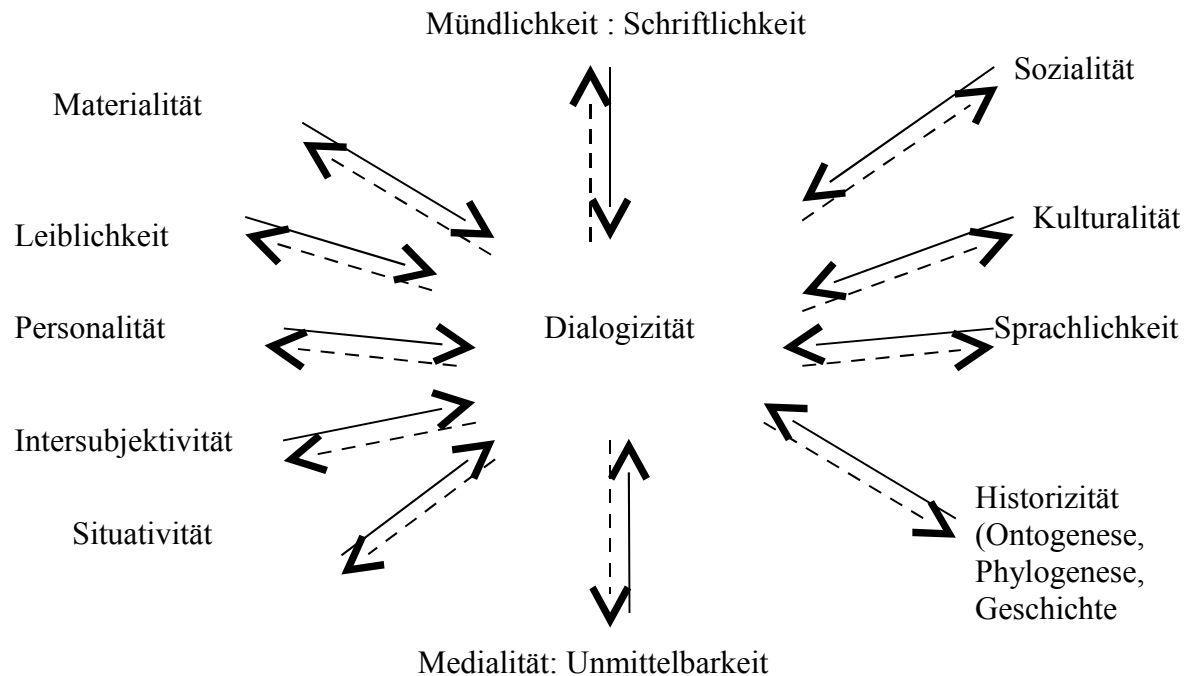 Mündlichkeit : Schriftlichkeit
Sozialität
Materialität
Kulturalität
Leiblichkeit
Personalität
Dialogizität
Sprachlichkeit
Intersubjektivität
Historizität
(Ontogenese,
Phylogenese,
Geschichte
Situativität
Medialität: Unmittelbarkeit